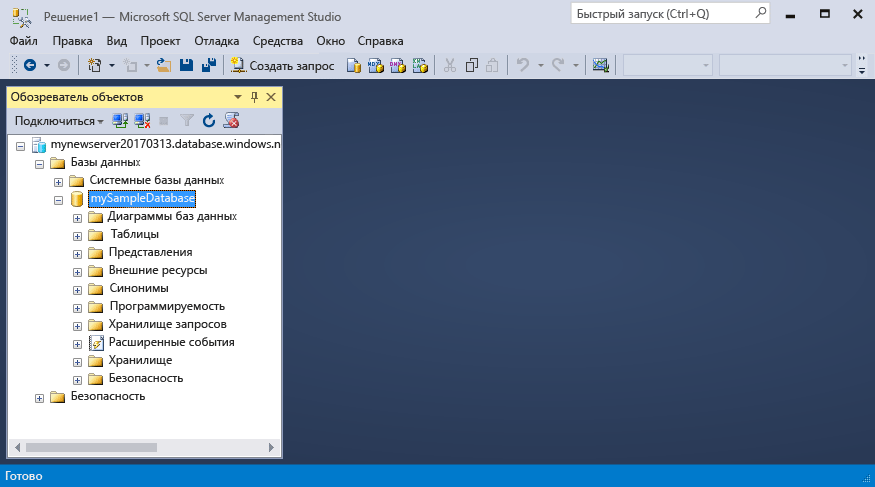 Решение1 — Microsoft SQL Server Management Studio
Быстрый запуск (Ctrl+Q)
Файл Правка Вид Проект Отладка Средства Окно Справка
Создать запрос
Обозреватель объектов
Подключиться
mynewserver20170313.database.windows.n
Базы данных
Системные базы данных
mySampleDatabase
Диаграммы баз данных
Таблицы
Представления
Внешние ресурсы
Синонимы
Программируемость
Хранилище запросов
Расширенные события
Хранилище
Безопасность
Безопасность
Готово